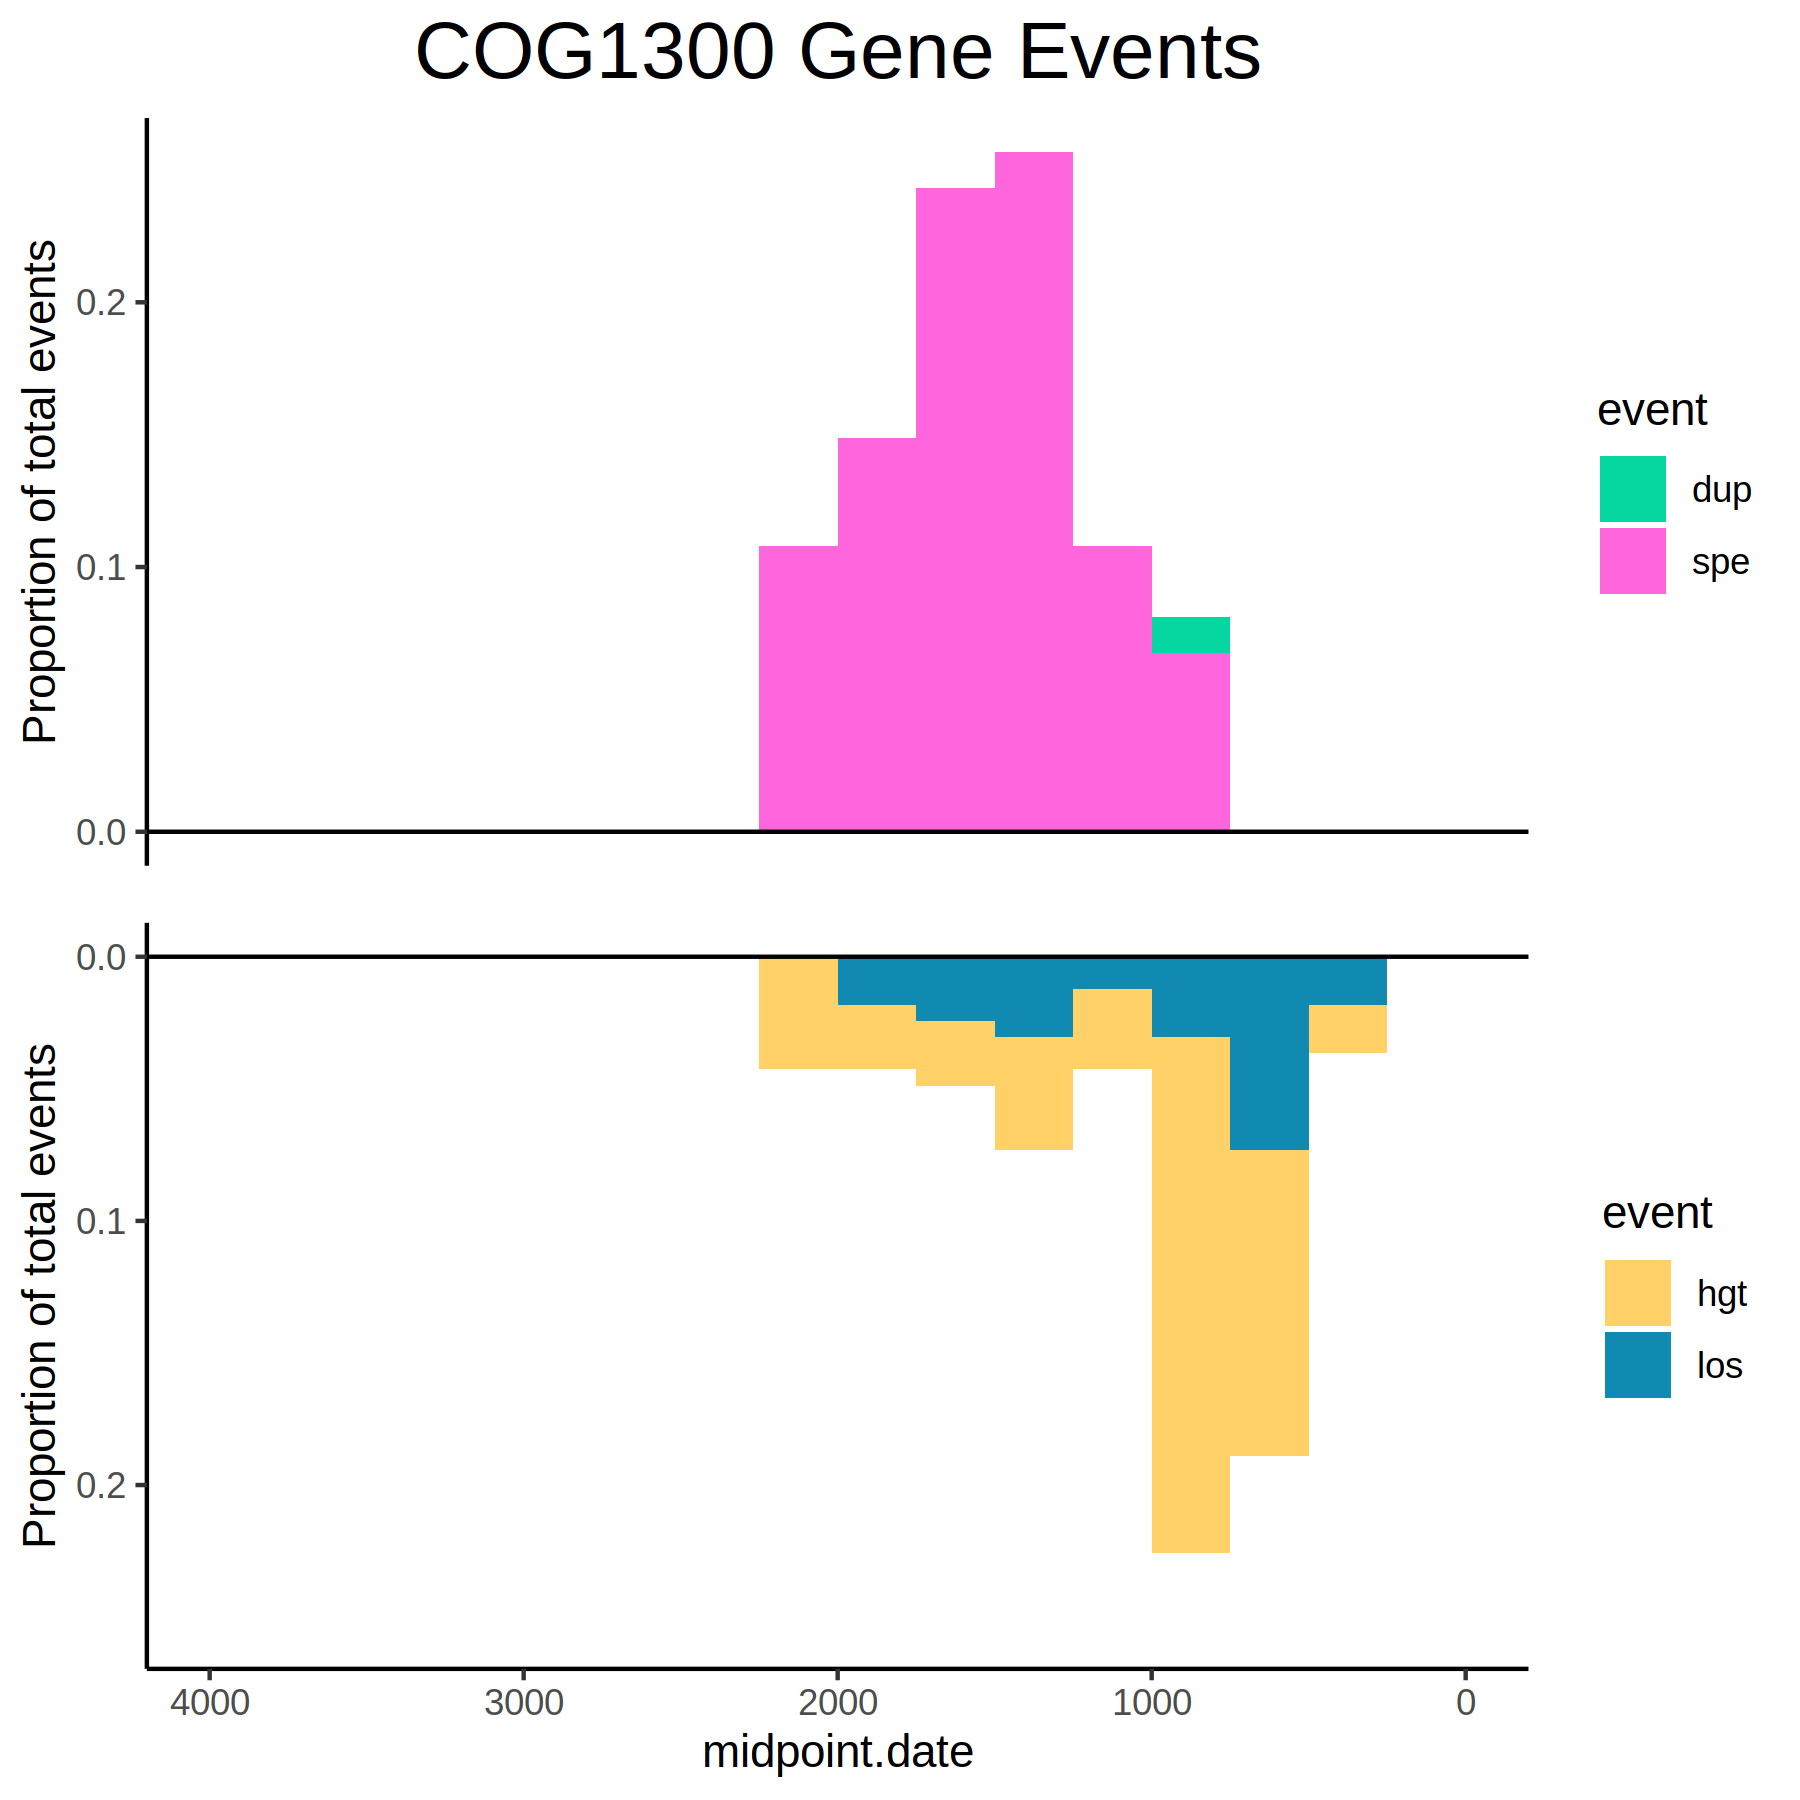 COG1300 Gene Events
Proportion of total events
0.2
0.1
0.0
event
dup
spe
Proportion of total events
0.0
0.1
0.2
event
hgt
los
4000 3000 2000 1000 0
midpoint.date